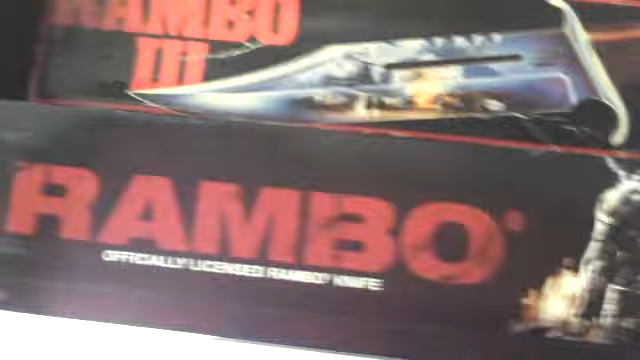 RAMBO
III
RAMBO®
OFFICIALLY LICENSED RAMBO® KNIFE